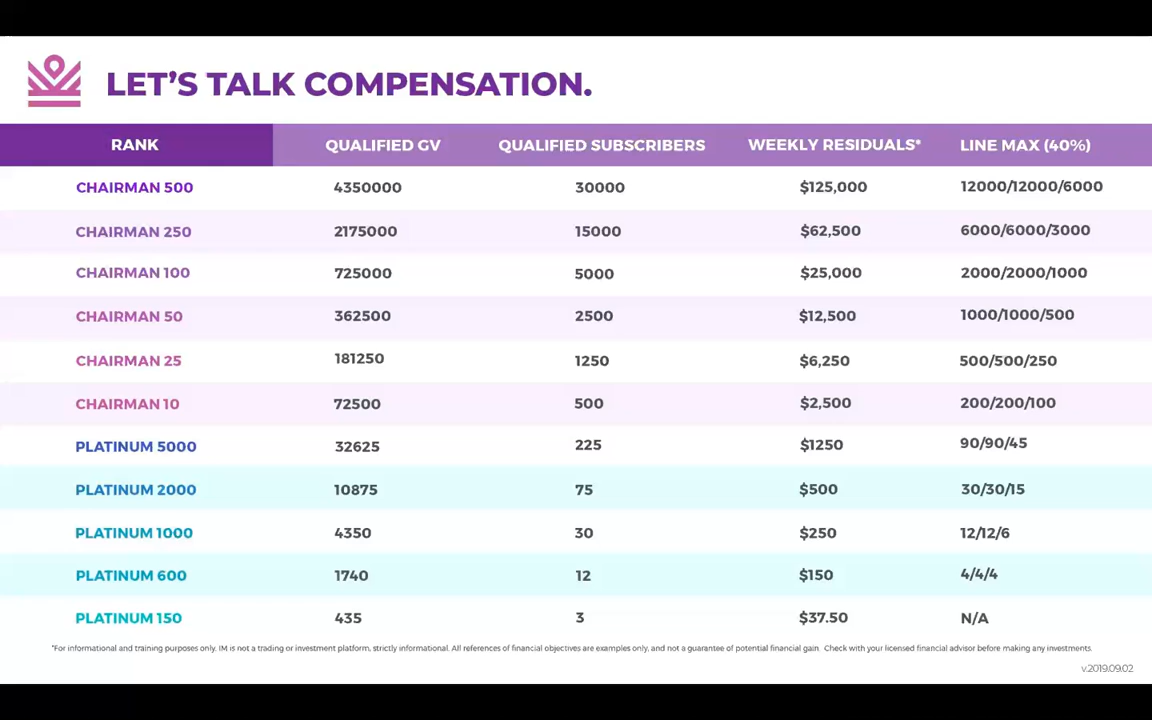 LET'S TALK COMPENSATION.
RANK QUALIFIED GV QUALIFIED SUBSCRIBERS WEEKLY RESIDUALS* LINE MAX (40%)
CHAIRMAN 500 4350000 30000 $125,000 12000/12000/6000
CHAIRMAN 250 2175000 15000 $62,500 6000/6000/3000
CHAIRMAN 100 725000 5000 $25,000 2000/2000/1000
CHAIRMAN 50 362500 2500 $12,500 1000/1000/500
CHAIRMAN 25 181250 1250 $6,250 500/500/250
CHAIRMAN 10 72500 500 $2,500 200/200/100
PLATINUM 5000 32625 225 $1250 90/90/45
PLATINUM 2000 10875 75 $500 30/30/15
PLATINUM 1000 4350 30 $250 12/12/6
PLATINUM 600 1740 12 $150 4/4/4
PLATINUM 150 435 3 $37.50 N/A
*For informational and training purposes only. IM is not a trading or investment platform, strictly informational. All references of financial objectives are examples only, and not a guarantee of potential financial gain. Check with your licensed financial advisor before making any investments.
v.2019.09.02